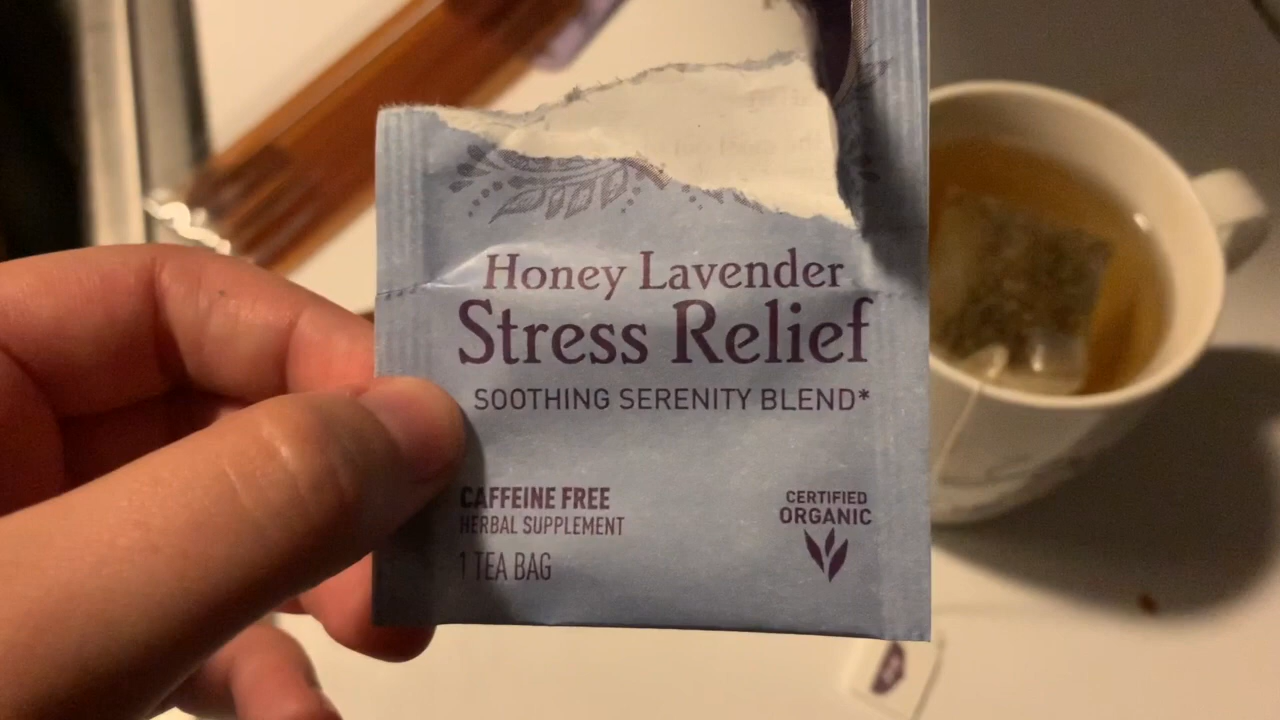 Honey Lavender
Stress Relief
SOOTHING SERENITY BLEND*
CAFFEINE FREE
HERBAL SUPPLEMENT
1 TEA BAG
CERTIFIED
ORGANIC